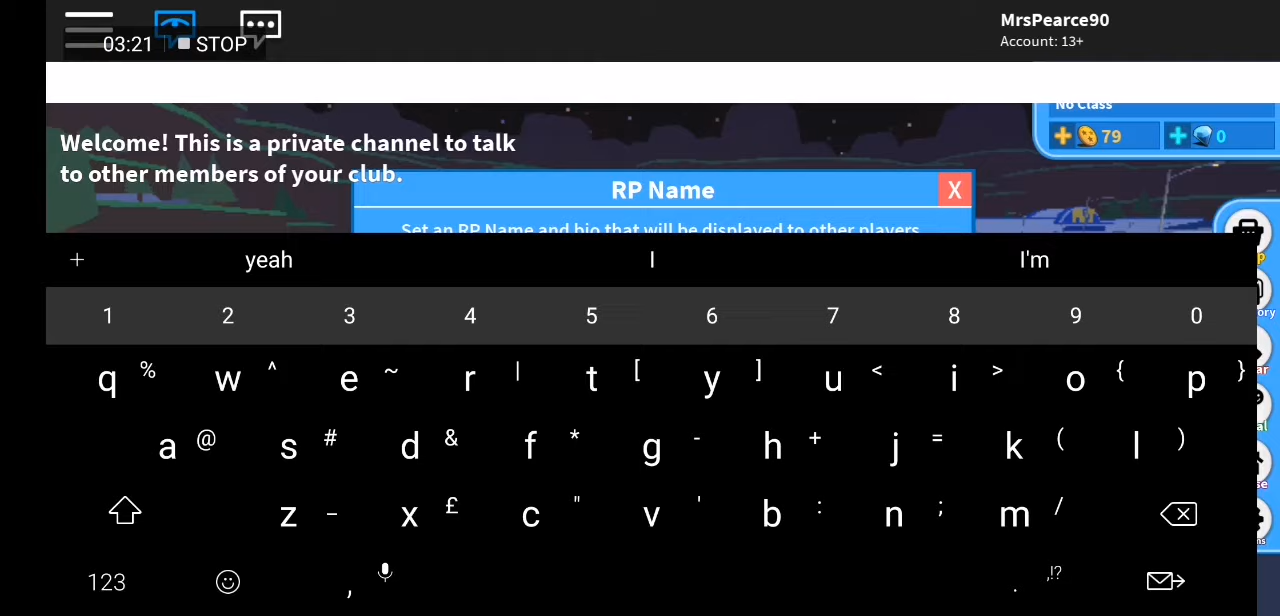 MrsPearce90
Account: 13+
03:21 STOP
No Class
79 0
Welcome! This is a private channel to talk
to other members of your club.
RP Name X
Set an RP Name and bio that will be displayed to other players
+ yeah I I'm
1 2 3 4 5 6 7 8 9 0
q % w ^ e ~ r | t [ y ] u < i > o { p }
a @ s # d & f * g - h + j = k ( l )
z _ x £ c " v ' b : n ; m /
123 , . ,!?